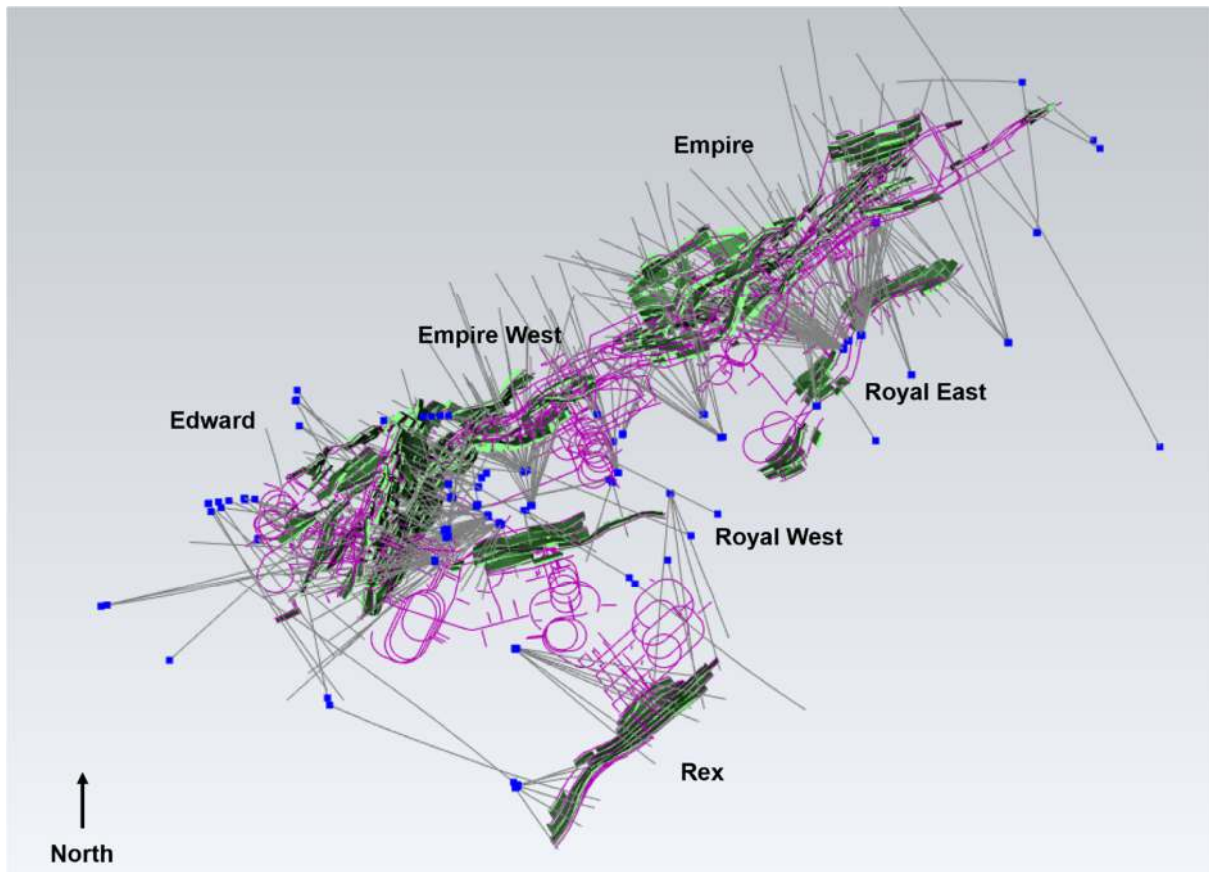 Empire
Empire West
Edward
Royal East
Royal West
Rex
North